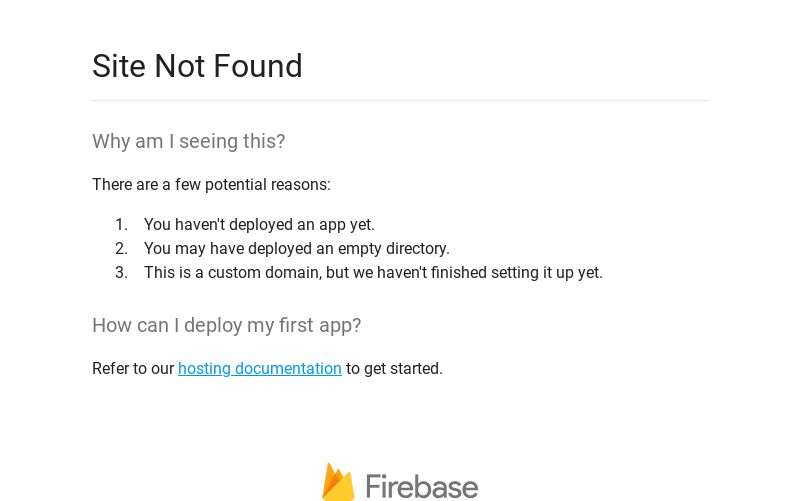 Site Not Found
Why am I seeing this?
There are a few potential reasons:
1. You haven't deployed an app yet.
2. You may have deployed an empty directory.
3. This is a custom domain, but we haven't finished setting it up yet.
How can I deploy my first app?
Refer to our hosting documentation to get started.
Firebase